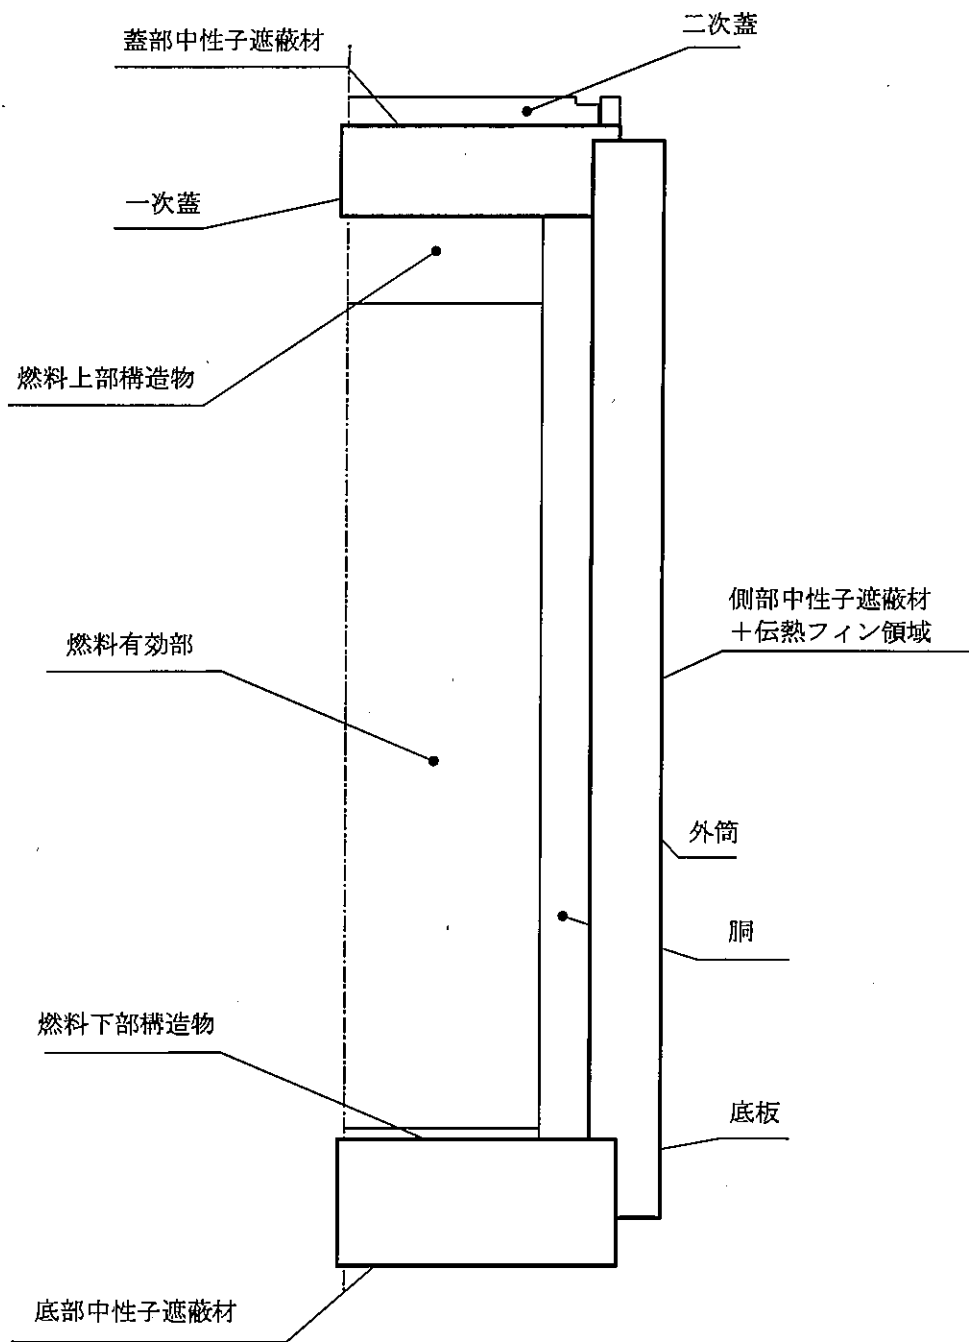 蓋部中性子遮蔽材
二次蓋
一次蓋
燃料上部構造物
側部中性子遮蔽材
+伝熱フィン領域
燃料有効部
外筒
胴
燃料下部構造物
底板
底部中性子遮蔽材